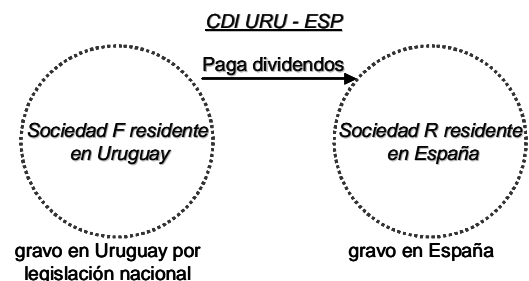 CDI URU - ESP
Paga dividendos
Sociedad F residente
en Uruguay
Sociedad R residente
en España
gravo en Uruguay por
legislación nacional
gravo en España